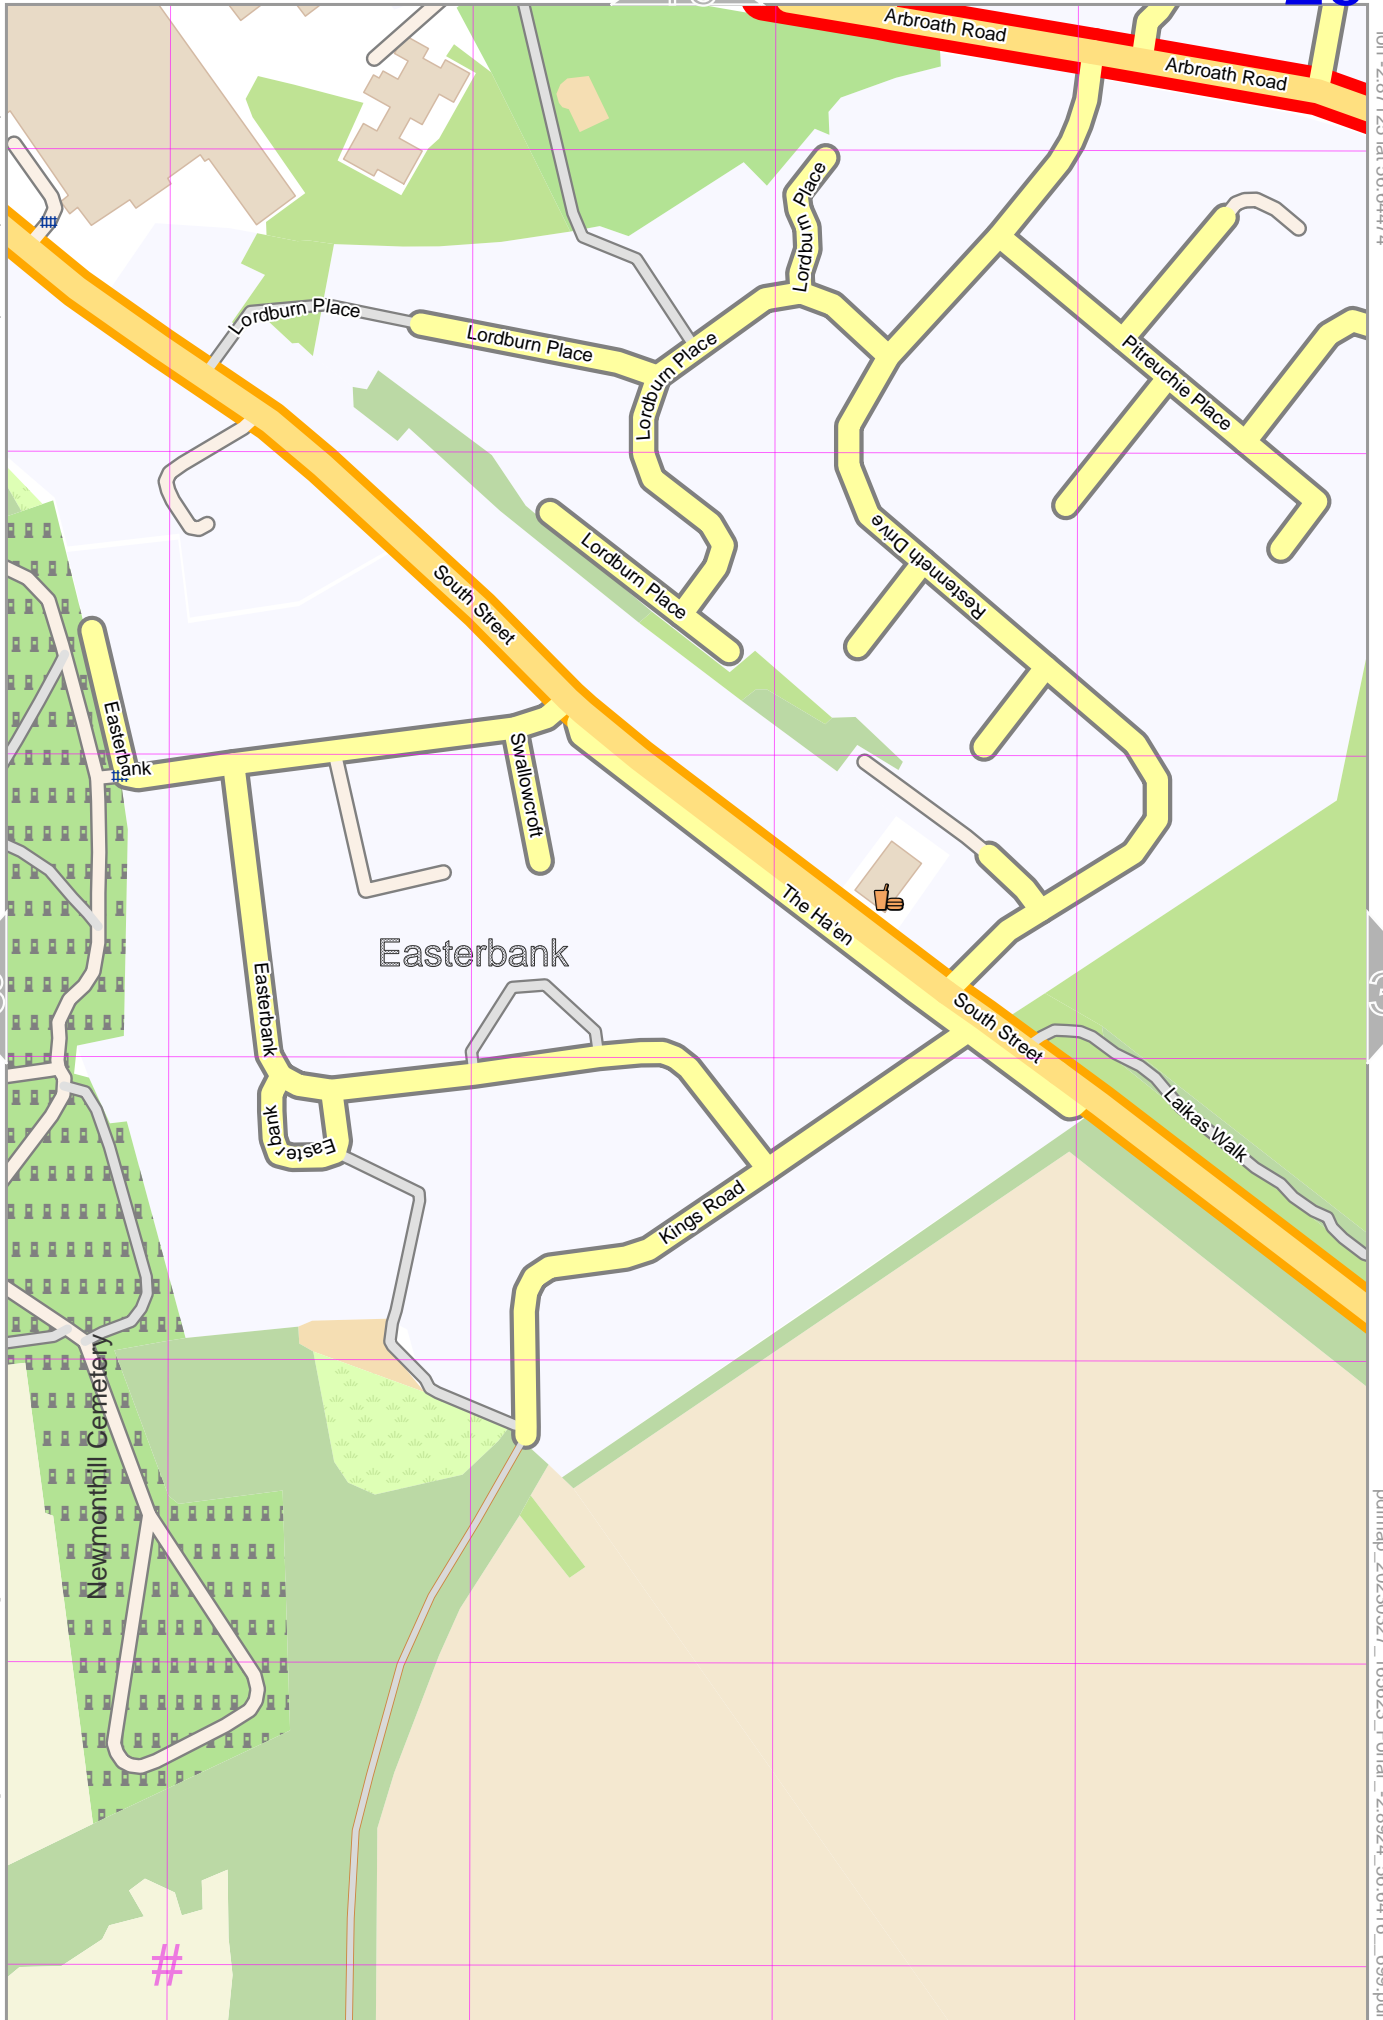 Arbroath Road
Arbroath Road
Lordburn Place
Lordburn Place
Lordburn Place
Lordburn Place
Pitreuchie Place
Lordburn Place
Restenneth Drive
South Street
Easterbank
Swallowcroft
The Ha'en
Easterbank
Easterbank
South Street
Laikas Walk
Easterbank
Kings Road
Newmonthill Cemetery
#